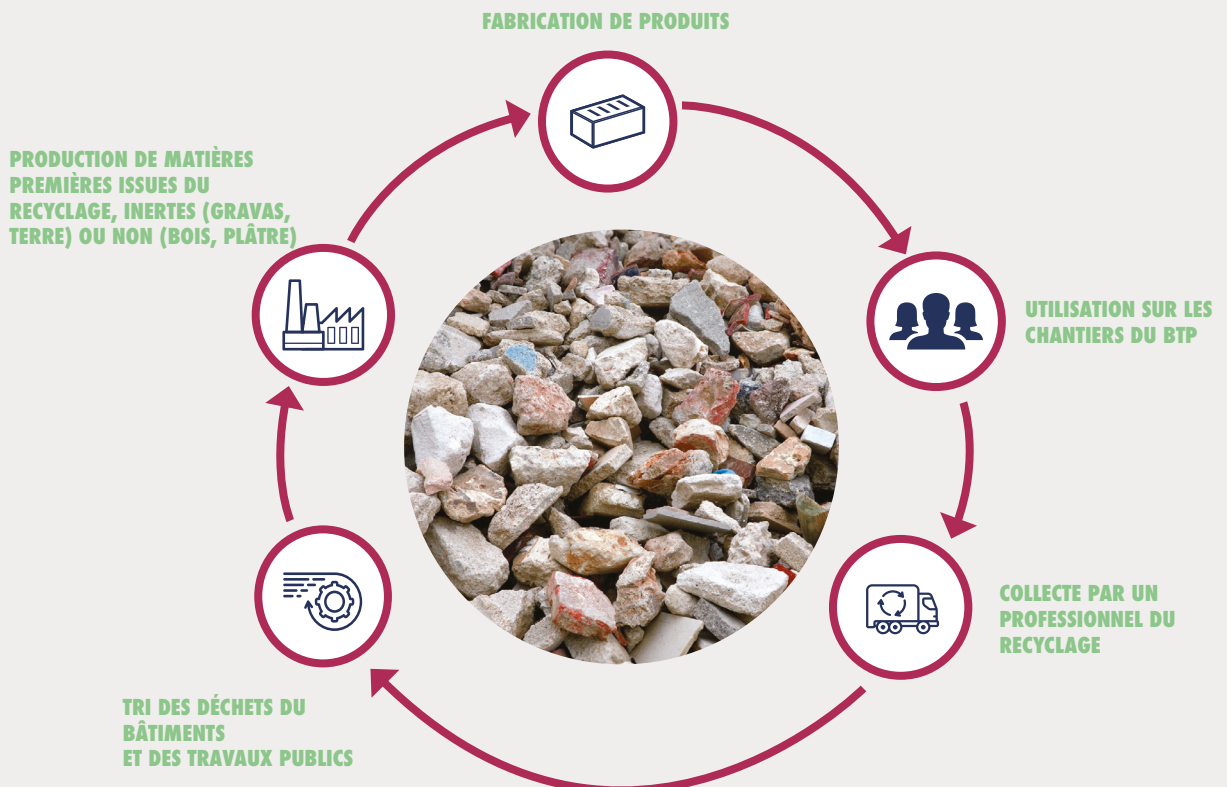 FABRICATION DE PRODUITS
PRODUCTION DE MATIÈRES
PREMIÈRES ISSUES DU
RECYCLAGE, INERTES (GRAVAS,
TERRE) OU NON (BOIS, PLÂTRE)
UTILISATION SUR LES
CHANTIERS DU BTP
COLLECTE PAR UN
PROFESSIONNEL DU
RECYCLAGE
TRI DES DÉCHETS DU
BÂTIMENTS
ET DES TRAVAUX PUBLICS